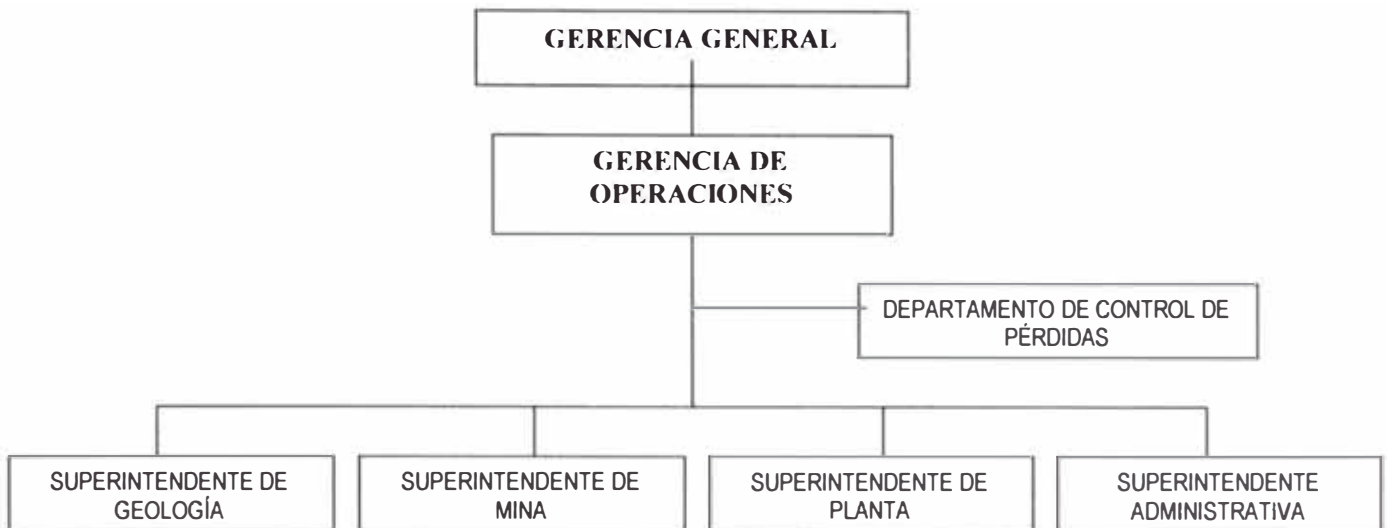 GERENCIA GENERAL
GERENCIA DE
OPERACIONES
DEPARTAMENTO DE CONTROL DE
PÉRDIDAS
SUPERINTENDENTE DE
GEOLOGÍA
SUPERINTENDENTE DE
MINA
SUPERINTENDENTE DE
PLANTA
SUPERINTENDENTE
ADMINISTRATIVA